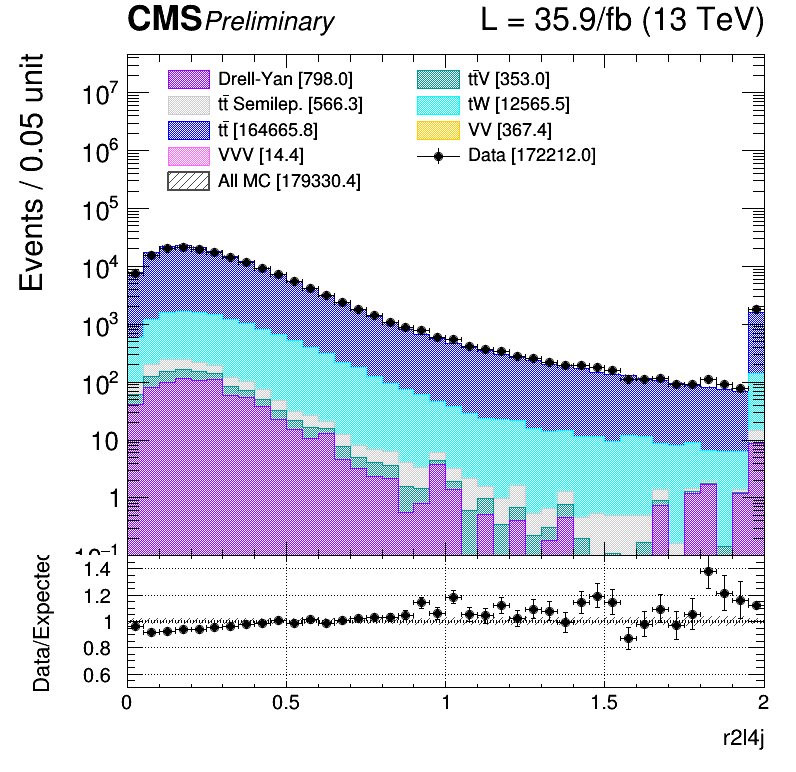 CMS Preliminary L = 35.9/fb (13 TeV)
Events / 0.05 unit
Drell-Yan [798.0]
tt̄ Semilep. [566.3]
tt̄ [164665.8]
VVV [14.4]
All MC [179330.4]
tt̄V [353.0]
tW [12565.5]
VV [367.4]
Data [172212.0]
10⁷
10⁶
10⁵
10⁴
10³
10²
10
1
10⁻¹
Data/Expected
1.4
1.2
1
0.8
0.6
0 0.5 1 1.5 2
r2l4j